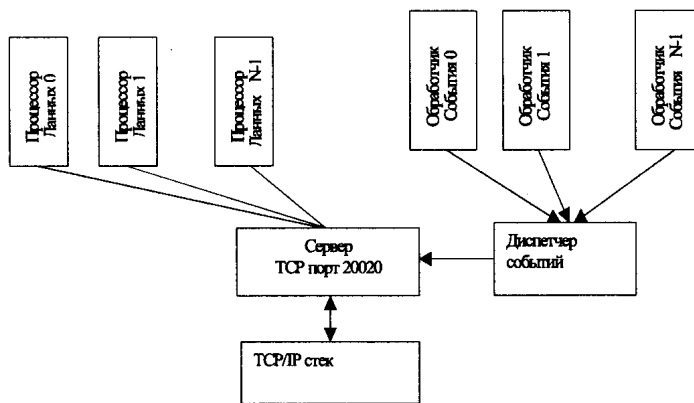 Процессор
Данных 0
Процессор
Данных 1
Процессор
Данных N-1
Обработчик
События 0
Обработчик
События 1
Обработчик
События N-1
Сервер
TCP порт 20020
Диспетчер
событий
TCP/IP стек